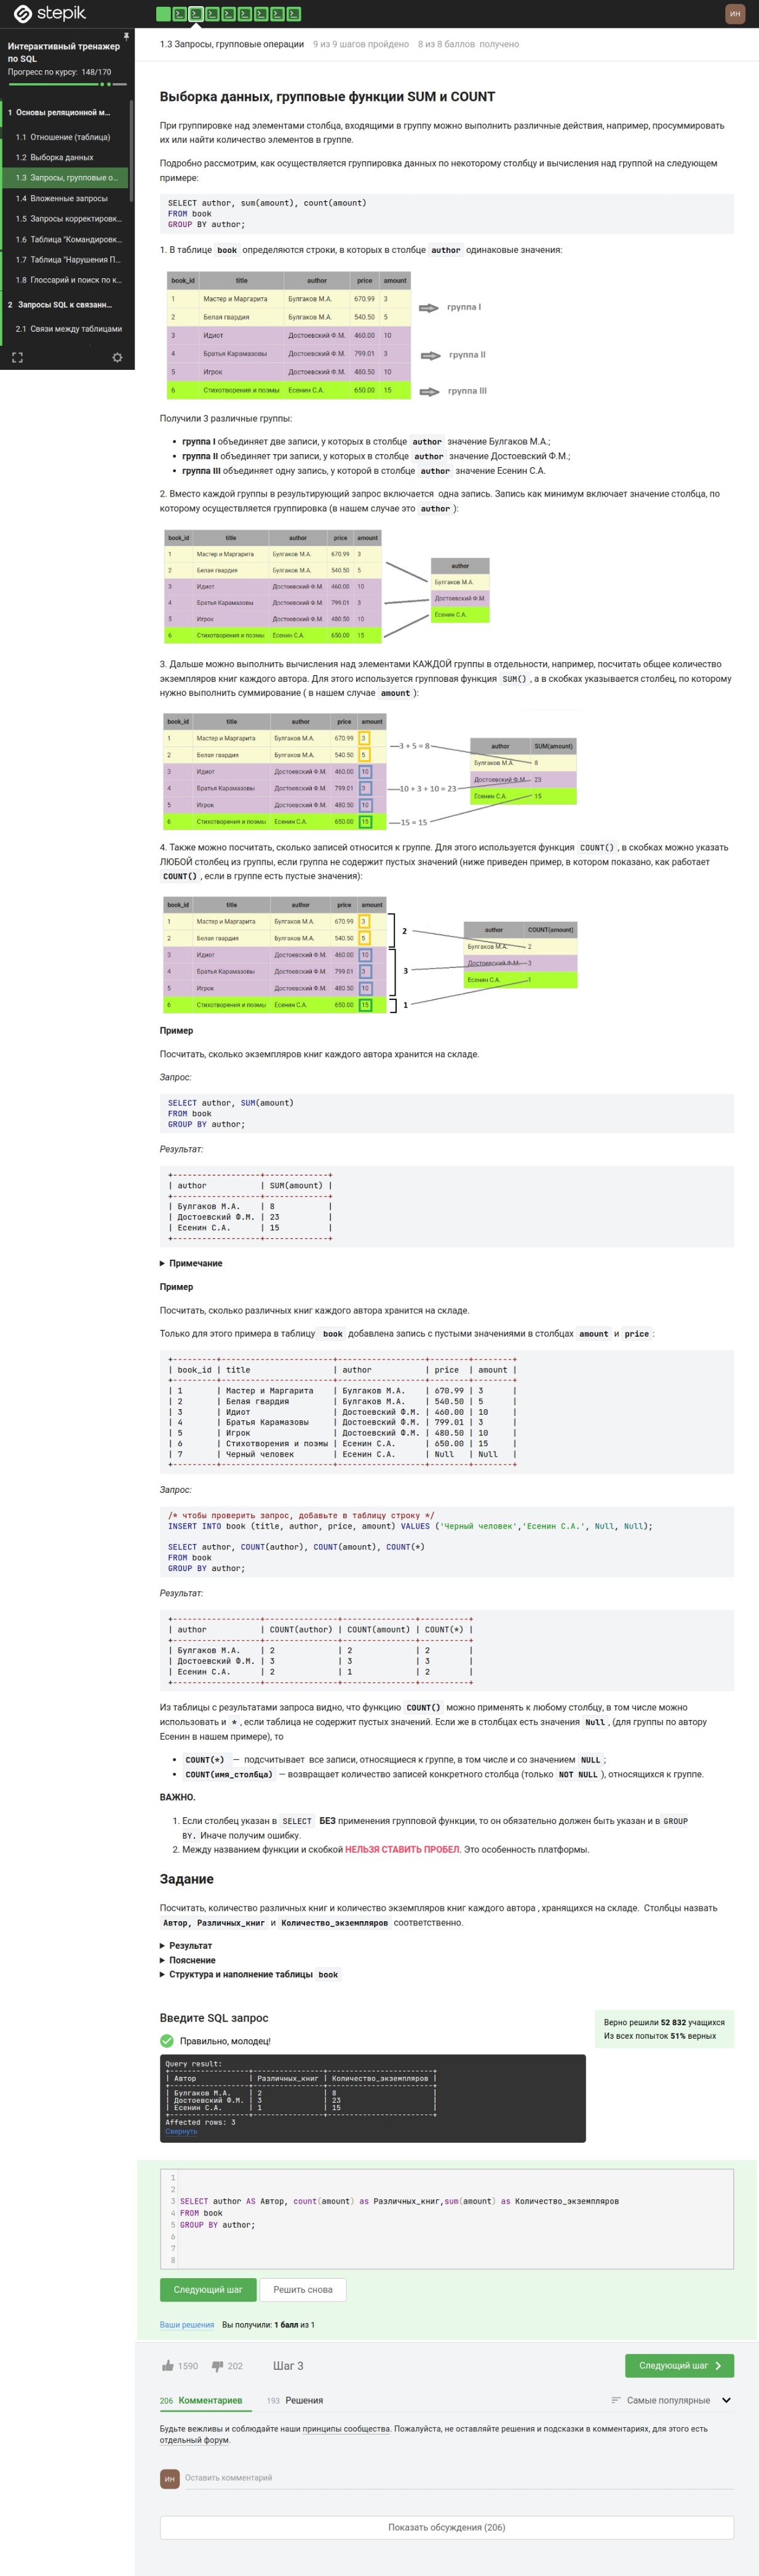 stepik
ИН
Интерактивный тренажер
по SQL
Прогресс по курсу: 148/170
1 Основы реляционной м...
1.1 Отношение (таблица)
1.2 Выборка данных
1.3 Запросы, групповые о...
1.4 Вложенные запросы
1.5 Запросы корректировк...
1.6 Таблица "Командировк...
1.7 Таблица "Нарушения П...
1.8 Глоссарий и поиск по к...
2 Запросы SQL к связанн...
2.1 Связи между таблицами
1.3 Запросы, групповые операции 9 из 9 шагов пройдено 8 из 8 баллов получено
Выборка данных, групповые функции SUM и COUNT
При группировке над элементами столбца, входящими в группу можно выполнить различные действия, например, просуммировать
их или найти количество элементов в группе.
Подробно рассмотрим, как осуществляется группировка данных по некоторому столбцу и вычисления над группой на следующем
примере:
SELECT author, sum(amount), count(amount)
FROM book
GROUP BY author;
1. В таблице book определяются строки, в которых в столбце author одинаковые значения:
book_id title author price amount
1 Мастер и Маргарита Булгаков М.А. 670.99 3
2 Белая гвардия Булгаков М.А. 540.50 5
3 Идиот Достоевский Ф.М. 460.00 10
4 Братья Карамазовы Достоевский Ф.М. 799.01 3
5 Игрок Достоевский Ф.М. 480.50 10
6 Стихотворения и поэмы Есенин С.А. 650.00 15
группа I
группа II
группа III
Получили 3 различные группы:
• группа I объединяет две записи, у которых в столбце author значение Булгаков М.А.;
• группа II объединяет три записи, у которых в столбце author значение Достоевский Ф.М.;
• группа III объединяет одну запись, у которой в столбце author значение Есенин С.А.
2. Вместо каждой группы в результирующий запрос включается одна запись. Запись как минимум включает значение столбца, по
которому осуществляется группировка (в нашем случае это author ):
book_id title author price amount
1 Мастер и Маргарита Булгаков М.А. 670.99 3
2 Белая гвардия Булгаков М.А. 540.50 5
3 Идиот Достоевский Ф.М. 460.00 10
4 Братья Карамазовы Достоевский Ф.М. 799.01 3
5 Игрок Достоевский Ф.М. 480.50 10
6 Стихотворения и поэмы Есенин С.А. 650.00 15
author
Булгаков М.А.
Достоевский Ф.М.
Есенин С.А.
3. Дальше можно выполнить вычисления над элементами КАЖДОЙ группы в отдельности, например, посчитать общее количество
экземпляров книг каждого автора. Для этого используется групповая функция SUM() , а в скобках указывается столбец, по которому
нужно выполнить суммирование ( в нашем случае amount ):
book_id title author price amount
1 Мастер и Маргарита Булгаков М.А. 670.99 3
2 Белая гвардия Булгаков М.А. 540.50 5
3 Идиот Достоевский Ф.М. 460.00 10
4 Братья Карамазовы Достоевский Ф.М. 799.01 3
5 Игрок Достоевский Ф.М. 480.50 10
6 Стихотворения и поэмы Есенин С.А. 650.00 15
3 + 5 = 8
10 + 3 + 10 = 23
15 = 15
author SUM(amount)
Булгаков М.А. 8
Достоевский Ф.М. 23
Есенин С.А. 15
4. Также можно посчитать, сколько записей относится к группе. Для этого используется функция COUNT() , в скобках можно указать
ЛЮБОЙ столбец из группы, если группа не содержит пустых значений (ниже приведен пример, в котором показано, как работает
COUNT() , если в группе есть пустые значения):
book_id title author price amount
1 Мастер и Маргарита Булгаков М.А. 670.99 3
2 Белая гвардия Булгаков М.А. 540.50 5
3 Идиот Достоевский Ф.М. 460.00 10
4 Братья Карамазовы Достоевский Ф.М. 799.01 3
5 Игрок Достоевский Ф.М. 480.50 10
6 Стихотворения и поэмы Есенин С.А. 650.00 15
2
3
1
author COUNT(amount)
Булгаков М.А. 2
Достоевский Ф.М. 3
Есенин С.А. 1
Пример
Посчитать, сколько экземпляров книг каждого автора хранится на складе.
Запрос:
SELECT author, SUM(amount)
FROM book
GROUP BY author;
Результат:
+------------------+-------------+
| author | SUM(amount) |
+------------------+-------------+
| Булгаков М.А. | 8 |
| Достоевский Ф.М. | 23 |
| Есенин С.А. | 15 |
+------------------+-------------+
▶ Примечание
Пример
Посчитать, сколько различных книг каждого автора хранится на складе.
Только для этого примера в таблицу book добавлена запись с пустыми значениями в столбцах amount и price :
+---------+-----------------------+------------------+--------+--------+
| book_id | title | author | price | amount |
+---------+-----------------------+------------------+--------+--------+
| 1 | Мастер и Маргарита | Булгаков М.А. | 670.99 | 3 |
| 2 | Белая гвардия | Булгаков М.А. | 540.50 | 5 |
| 3 | Идиот | Достоевский Ф.М. | 460.00 | 10 |
| 4 | Братья Карамазовы | Достоевский Ф.М. | 799.01 | 3 |
| 5 | Игрок | Достоевский Ф.М. | 480.50 | 10 |
| 6 | Стихотворения и поэмы | Есенин С.А. | 650.00 | 15 |
| 7 | Черный человек | Есенин С.А. | Null | Null |
+---------+-----------------------+------------------+--------+--------+
Запрос:
/* чтобы проверить запрос, добавьте в таблицу строку */
INSERT INTO book (title, author, price, amount) VALUES ('Черный человек','Есенин С.А.', Null, Null);
SELECT author, COUNT(author), COUNT(amount), COUNT(*)
FROM book
GROUP BY author;
Результат:
+------------------+---------------+---------------+----------+
| author | COUNT(author) | COUNT(amount) | COUNT(*) |
+------------------+---------------+---------------+----------+
| Булгаков М.А. | 2 | 2 | 2 |
| Достоевский Ф.М. | 3 | 3 | 3 |
| Есенин С.А. | 2 | 1 | 2 |
+------------------+---------------+---------------+----------+
Из таблицы с результатами запроса видно, что функцию COUNT() можно применять к любому столбцу, в том числе можно
использовать и * , если таблица не содержит пустых значений. Если же в столбцах есть значения Null , (для группы по автору
Есенин в нашем примере), то
• COUNT(*) — подсчитывает все записи, относящиеся к группе, в том числе и со значением NULL ;
• COUNT(имя_столбца) — возвращает количество записей конкретного столбца (только NOT NULL ), относящихся к группе.
ВАЖНО.
1. Если столбец указан в SELECT БЕЗ применения групповой функции, то он обязательно должен быть указан и в GROUP
BY. Иначе получим ошибку.
2. Между названием функции и скобкой НЕЛЬЗЯ СТАВИТЬ ПРОБЕЛ. Это особенность платформы.
Задание
Посчитать, количество различных книг и количество экземпляров книг каждого автора , хранящихся на складе. Столбцы назвать
Автор, Различных_книг и Количество_экземпляров соответственно.
▶ Результат
▶ Пояснение
▶ Структура и наполнение таблицы book
Введите SQL запрос
Верно решили 52 832 учащихся
Из всех попыток 51% верных
Правильно, молодец!
Query result:
+------------------+----------------+------------------------+
| Автор | Различных_книг | Количество_экземпляров |
+------------------+----------------+------------------------+
| Булгаков М.А. | 2 | 8 |
| Достоевский Ф.М. | 3 | 23 |
| Есенин С.А. | 1 | 15 |
+------------------+----------------+------------------------+
Affected rows: 3
Свернуть
1
2
3 SELECT author AS Автор, count(amount) as Различных_книг,sum(amount) as Количество_экземпляров
4 FROM book
5 GROUP BY author;
6
7
8
Следующий шаг Решить снова
Ваши решения Вы получили: 1 балл из 1
1590 202 Шаг 3 Следующий шаг
206 Комментариев 193 Решения Самые популярные
Будьте вежливы и соблюдайте наши принципы сообщества. Пожалуйста, не оставляйте решения и подсказки в комментариях, для этого есть
отдельный форум.
ИН Оставить комментарий
Показать обсуждения (206)